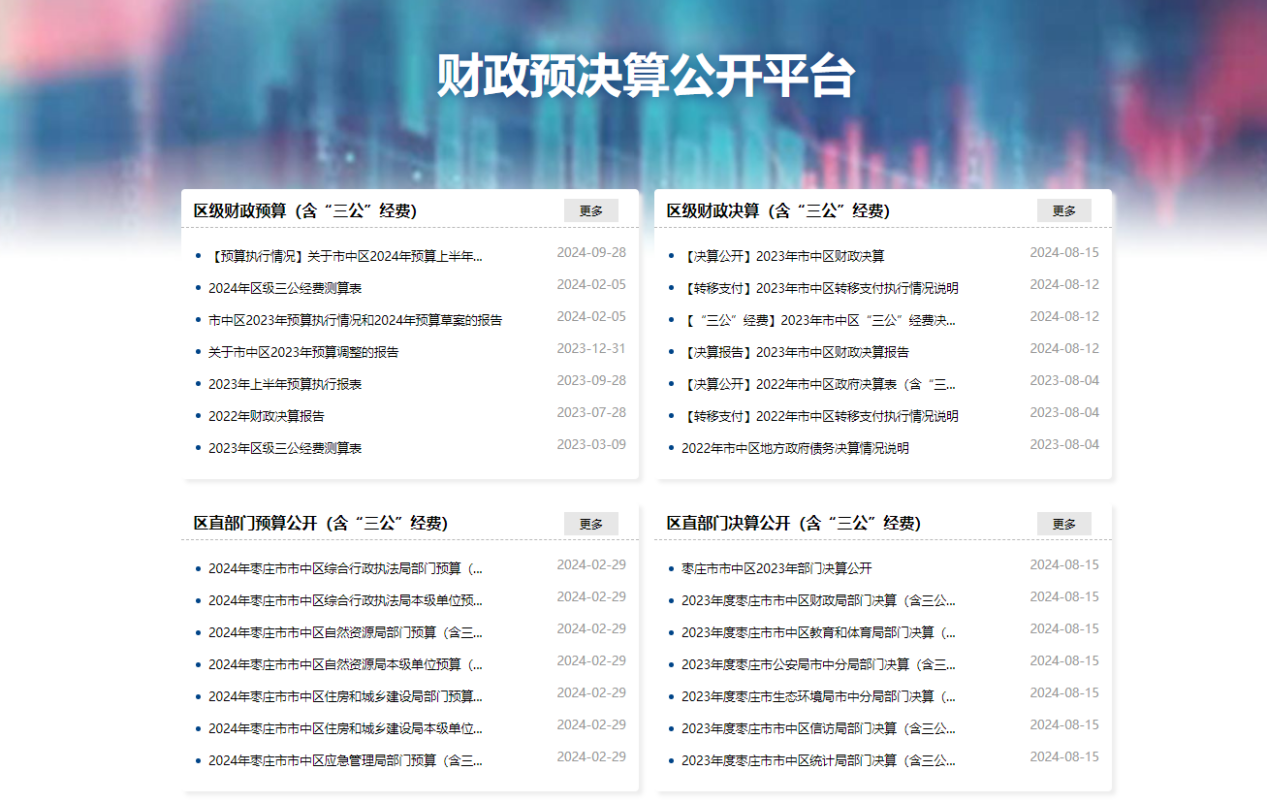 财政预决算公开平台
区级财政预算（含“三公”经费)
更多
【预算执行情况】关于市中区2024年预算上半年...
2024-09-28
2024年区级三公经费测算表
2024-02-05
市中区2023年预算执行情况和2024年预算草案的报告
2024-02-05
关于市中区2023年预算调整的报告
2023-12-31
2023年上半年预算执行报表
2023-09-28
2022年财政决算报告
2023-07-28
2023年区级三公经费测算表
2023-03-09
区级财政决算（含“三公”经费)
更多
【决算公开】2023年市中区财政决算
2024-08-15
【转移支付】2023年市中区转移支付执行情况说明
2024-08-12
【“三公”经费】2023年市中区“三公”经费决...
2024-08-12
【决算报告】2023年市中区财政决算报告
2024-08-12
【决算公开】2022年市中区政府决算表（含“三...
2023-08-04
【转移支付】2022年市中区转移支付执行情况说明
2023-08-04
2022年市中区地方政府债务决算情况说明
2023-08-04
区直部门预算公开（含“三公”经费)
更多
2024年枣庄市市中区综合行政执法局部门预算（...
2024-02-29
2024年枣庄市市中区综合行政执法局本级单位预...
2024-02-29
2024年枣庄市市中区自然资源局部门预算（含三...
2024-02-29
2024年枣庄市市中区自然资源局本级单位预算（...
2024-02-29
2024年枣庄市市中区住房和城乡建设局部门预算...
2024-02-29
2024年枣庄市市中区住房和城乡建设局本级单位...
2024-02-29
2024年枣庄市市中区应急管理局部门预算（含三...
2024-02-29
区直部门决算公开（含“三公”经费)
更多
枣庄市市中区2023年部门决算公开
2024-08-15
2023年度枣庄市市中区财政局部门决算（含三公...
2024-08-15
2023年度枣庄市市中区教育和体育局部门决算（...
2024-08-15
2023年度枣庄市公安局市中分局部门决算（含三...
2024-08-15
2023年度枣庄市生态环境局市中分局部门决算（...
2024-08-15
2023年度枣庄市市中区信访局部门决算（含三公...
2024-08-15
2023年度枣庄市市中区统计局部门决算（含三公...
2024-08-15